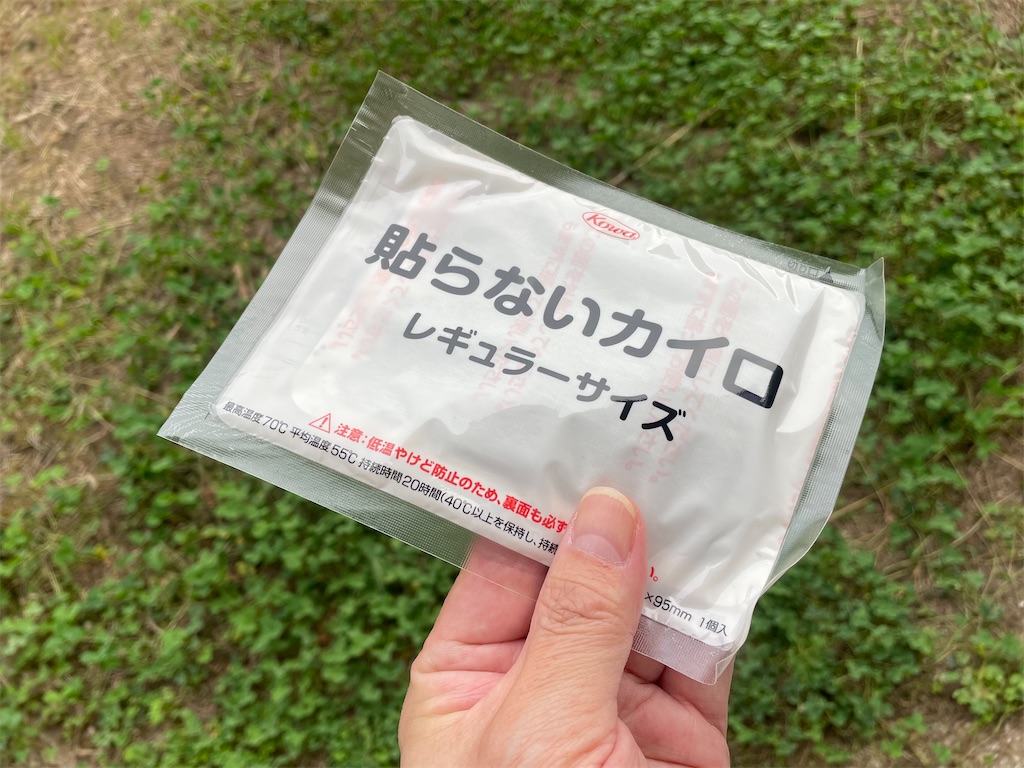 Kowa
貼らないカイロ
レギュラーサイズ
注意:低温やけど防止のため、裏面も必ず
い。
最高温度70℃ 平均温度55℃ 持続時間20時間(40℃以上を保持し、持続
×95mm 1個入